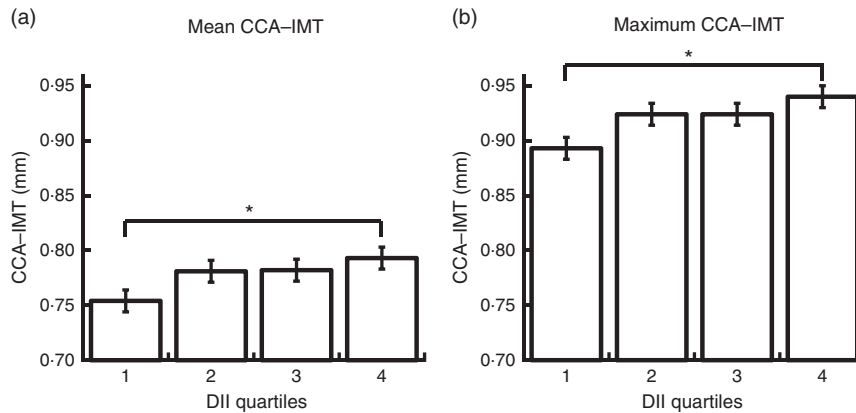 (a)
Mean CCA–IMT
CCA–IMT (mm)
0·95
0·90
0·85
0·80
0·75
0·70
*
1 2 3 4
DII quartiles
(b)
Maximum CCA–IMT
CCA–IMT (mm)
0·95
0·90
0·85
0·80
0·75
0·70
*
1 2 3 4
DII quartiles